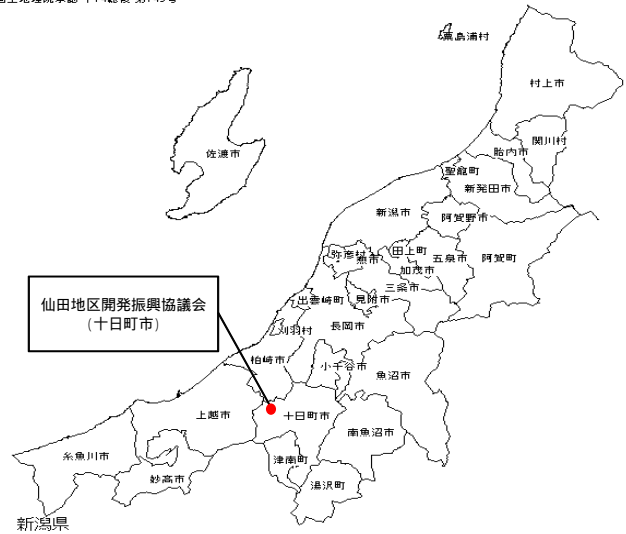 粟島浦村
村上市
関川村
胎内市
佐渡市
聖籠町
新発田市
新潟市
阿賀野市
弥彦村
燕市
田上町
五泉市
阿賀町
加茂市
三条市
出雲崎町
見附市
仙田地区開発振興協議会
(十日町市)
長岡市
刈羽村
柏崎市
小千谷市
魚沼市
上越市
十日町市
南魚沼市
糸魚川市
津南町
妙高市
湯沢町
新潟県